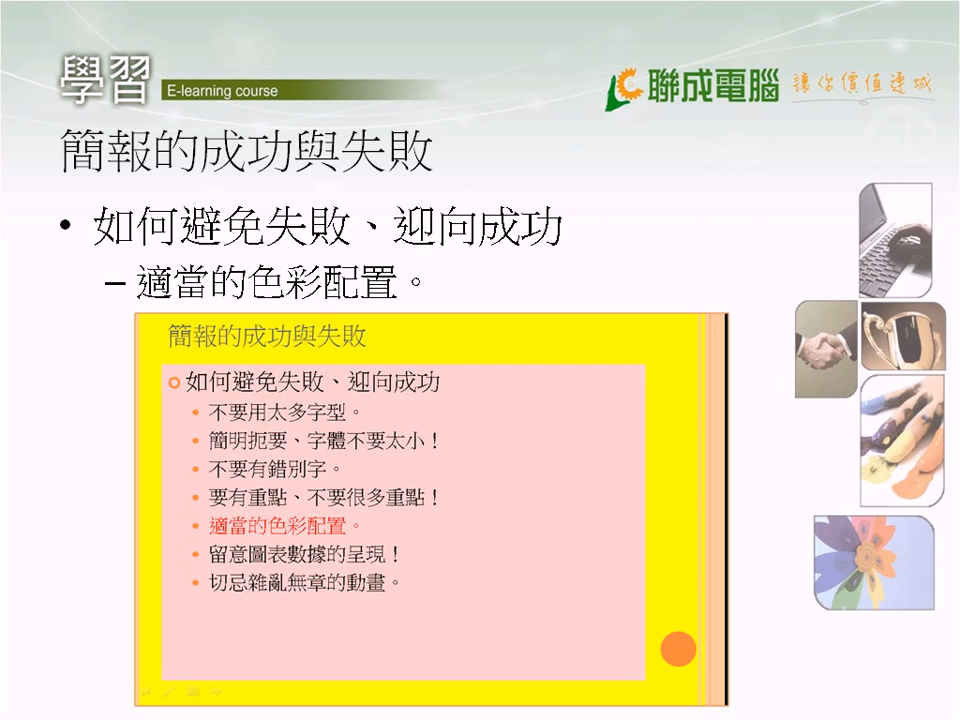 學習 E-learning course
聯成電腦 讓你價值連城
簡報的成功與失敗
• 如何避免失敗、迎向成功
– 適當的色彩配置。
簡報的成功與失敗
如何避免失敗、迎向成功
• 不要用太多字型。
• 簡明扼要、字體不要太小！
• 不要有錯別字。
• 要有重點、不要很多重點！
• 適當的色彩配置。
• 留意圖表數據的呈現！
• 切忌雜亂無章的動畫。